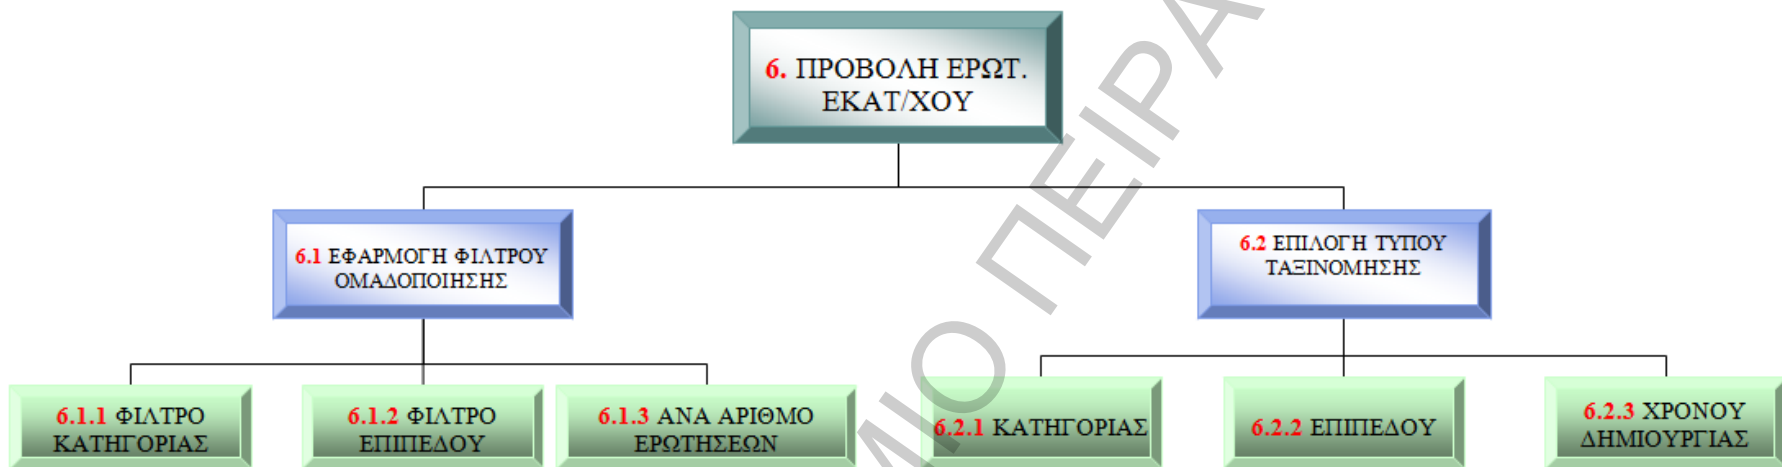 6. ΠΡΟΒΟΛΗ ΕΡΩΤ.
ΕΚΑΤ/ΧΟΥ
6.1 ΕΦΑΡΜΟΓΗ ΦΙΛΤΡΟΥ
ΟΜΑΔΟΠΟΙΗΣΗΣ
6.2 ΕΠΙΛΟΓΗ ΤΥΠΟΥ
ΤΑΞΙΝΟΜΗΣΗΣ
6.1.1 ΦΙΛΤΡΟ
ΚΑΤΗΓΟΡΙΑΣ
6.1.2 ΦΙΛΤΡΟ
ΕΠΙΠΕΔΟΥ
6.1.3 ΑΝΑ ΑΡΙΘΜΟ
ΕΡΩΤΗΣΕΩΝ
6.2.1 ΚΑΤΗΓΟΡΙΑΣ
6.2.2 ΕΠΙΠΕΔΟΥ
6.2.3 ΧΡΟΝΟΥ
ΔΗΜΙΟΥΡΓΙΑΣ
ΜΙΟ ΠΕΙΡΑ